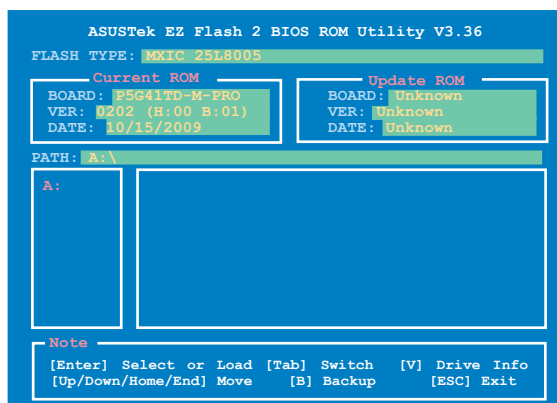 ASUSTek EZ Flash 2 BIOS ROM Utility V3.36
FLASH TYPE: MXIC 25L8005
Current ROM
BOARD: P5G41TD-M-PRO
VER: 0202 (H:00 B:01)
DATE: 10/15/2009
Update ROM
BOARD: Unknown
VER: Unknown
DATE: Unknown
PATH: A:\
A:
Note
[Enter] Select or Load [Tab] Switch [V] Drive Info
[Up/Down/Home/End] Move [B] Backup [ESC] Exit